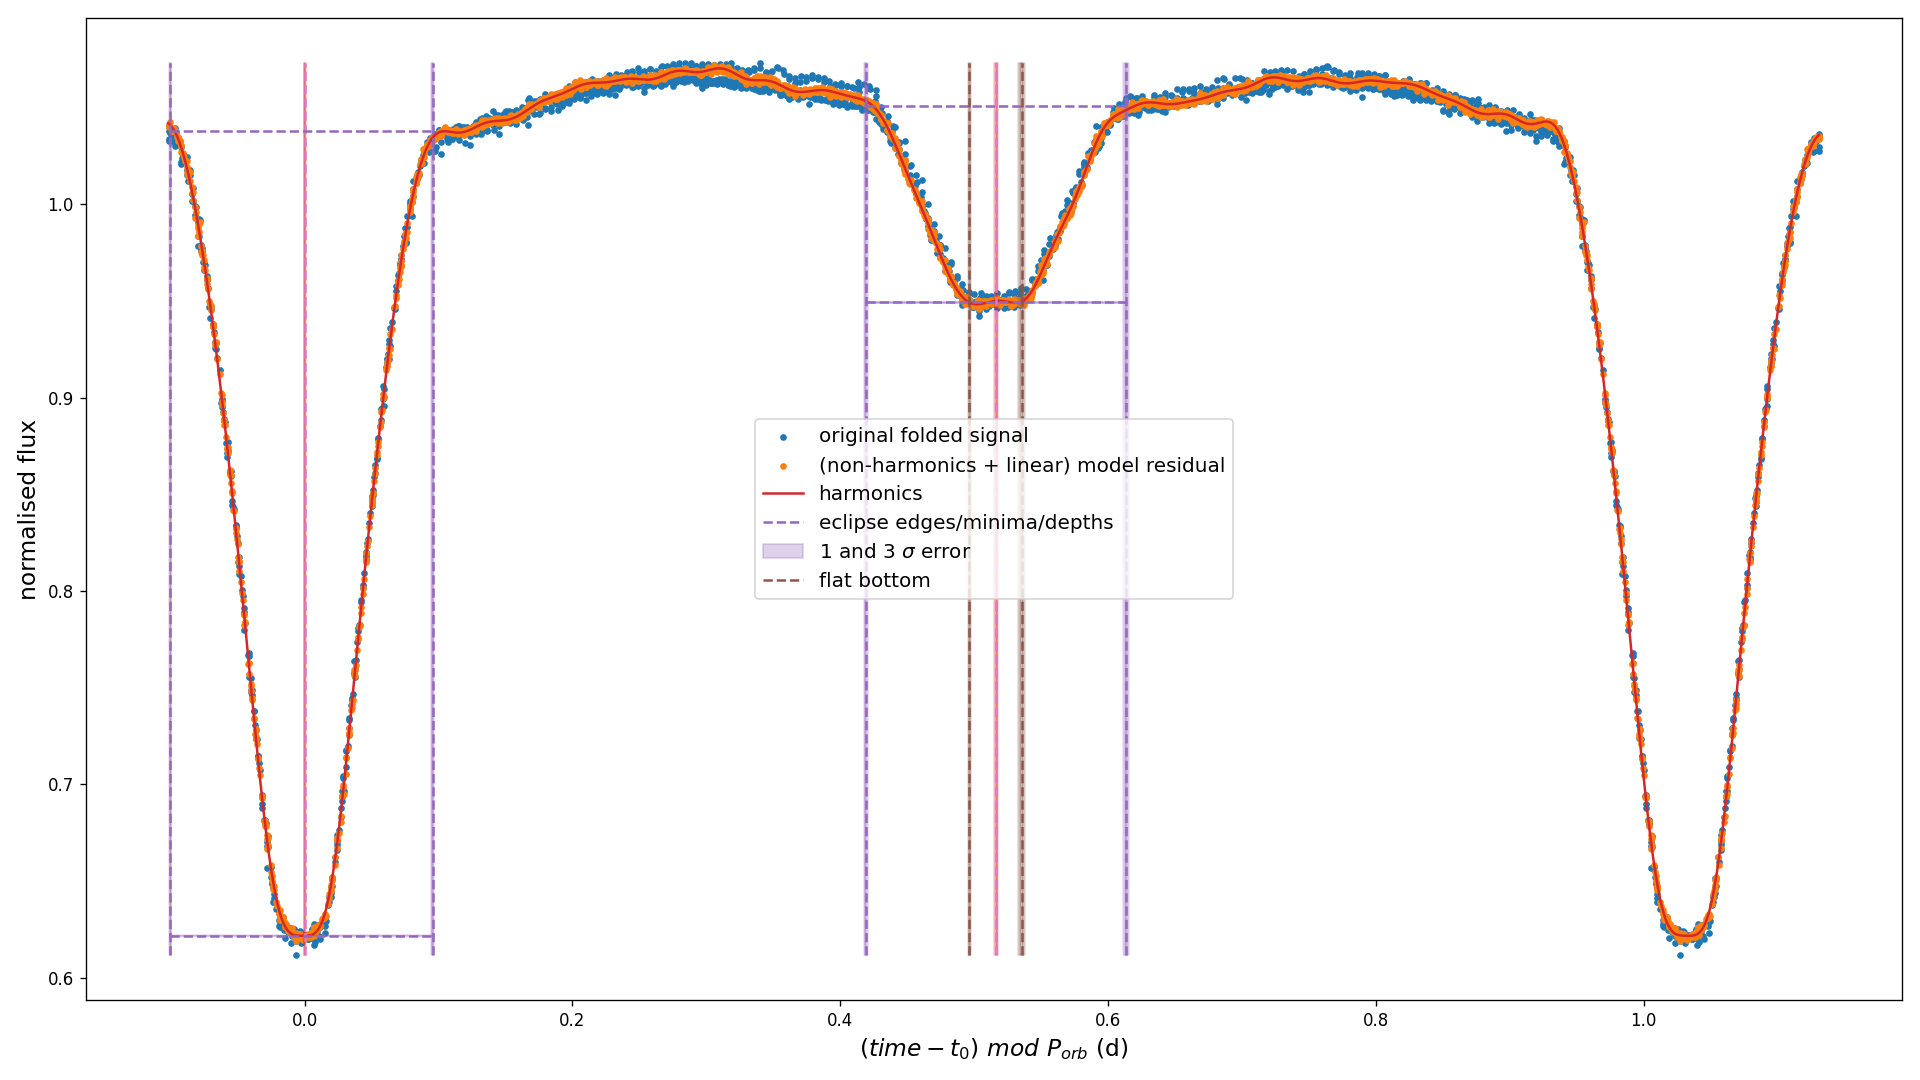 normalised flux
1.0
0.9
0.8
0.7
0.6
original folded signal
(non-harmonics + linear) model residual
harmonics
eclipse edges/minima/depths
1 and 3 σ error
flat bottom
0.0 0.2 0.4 0.6 0.8 1.0
(time − t₀) mod P_orb (d)